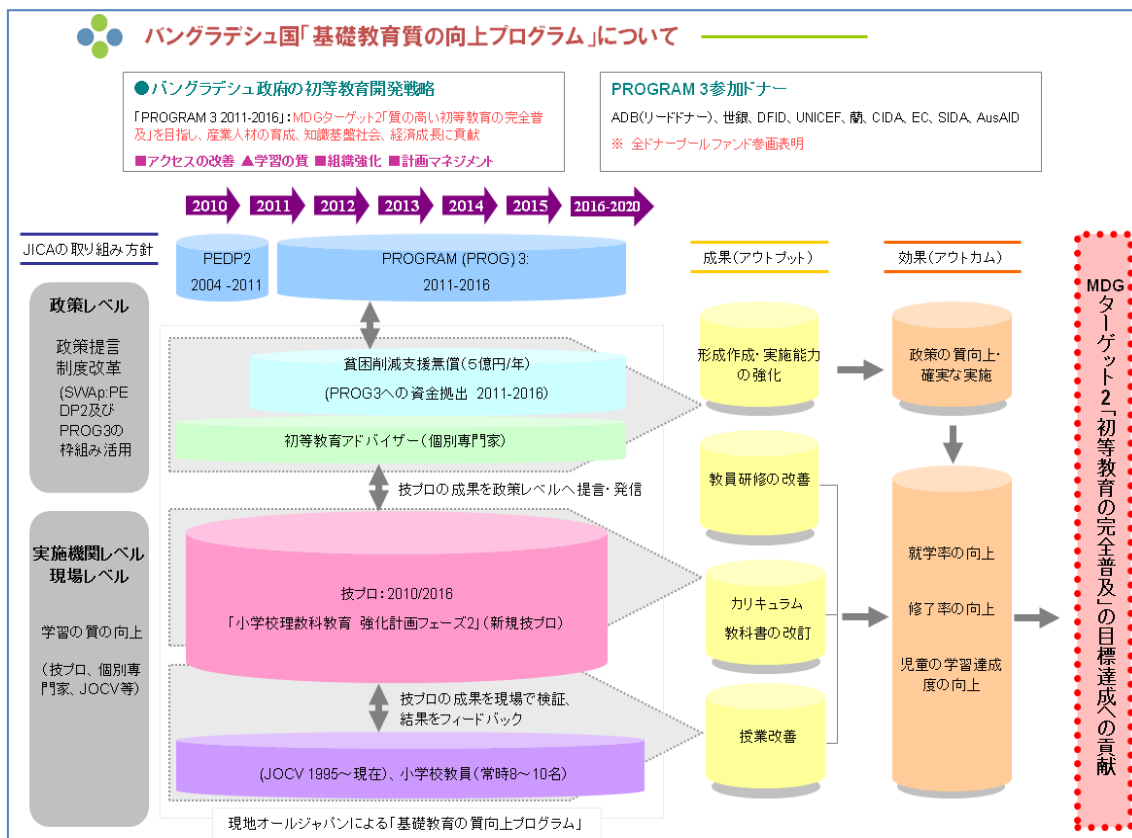 バングラデシュ国「基礎教育質の向上プログラム」について
●バングラデシュ政府の初等教育開発戦略
「PROGRAM 3 2011-2016」:MDGターゲット2「質の高い初等教育の完全普
及」を目指し、産業人材の育成、知識基盤社会、経済成長に貢献
■アクセスの改善 ▲学習の質 ■組織強化 ■計画マネジメント
PROGRAM 3参加ドナー
ADB(リードドナー)、世銀、DFID、UNICEF、蘭、CIDA、EC、SIDA、AusAID
※ 全ドナープールファンド参画表明
2010
2011
2012
2013
2014
2015
2016-2020
JICAの取り組み方針
PEDP2
2004 -2011
PROGRAM (PROG) 3:
2011-2016
成果(アウトプット)
効果(アウトカム)
政策レベル
政策提言
制度改革
(SWAp:PE
DP2及び
PROG3の
枠組み活用
貧困削減支援無償(5億円/年)
(PROG3への資金拠出 2011-2016)
初等教育アドバイザー(個別専門家)
技プロの成果を政策レベルへ提言・発信
形成作成・実施能力
の強化
政策の質向上・
確実な実施
教員研修の改善
実施機関レベル
現場レベル
学習の質の向上
(技プロ、個別専
門家、JOCV等)
技プロ:2010/2016
「小学校理数科教育 強化計画フェーズ2」(新規技プロ)
カリキュラム
教科書の改訂
就学率の向上
修了率の向上
児童の学習達成
度の向上
技プロの成果を現場で検証、
結果をフィードバック
授業改善
(JOCV 1995~現在)、小学校教員(常時8~10名)
現地オールジャパンによる「基礎教育の質向上プログラム」
MDGターゲット2「初等教育の完全普及」の目標達成への貢献